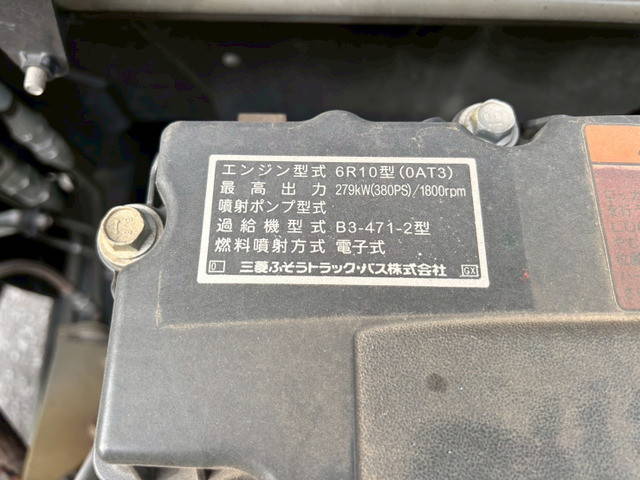 エンジン型式 6R10型(0AT3)
最高出力 279kW(380PS)/1800rpm
噴射ポンプ型式
過給機型式 B3-471-2型
燃料噴射方式 電子式
0 三菱ふそうトラック・バス株式会社 GX